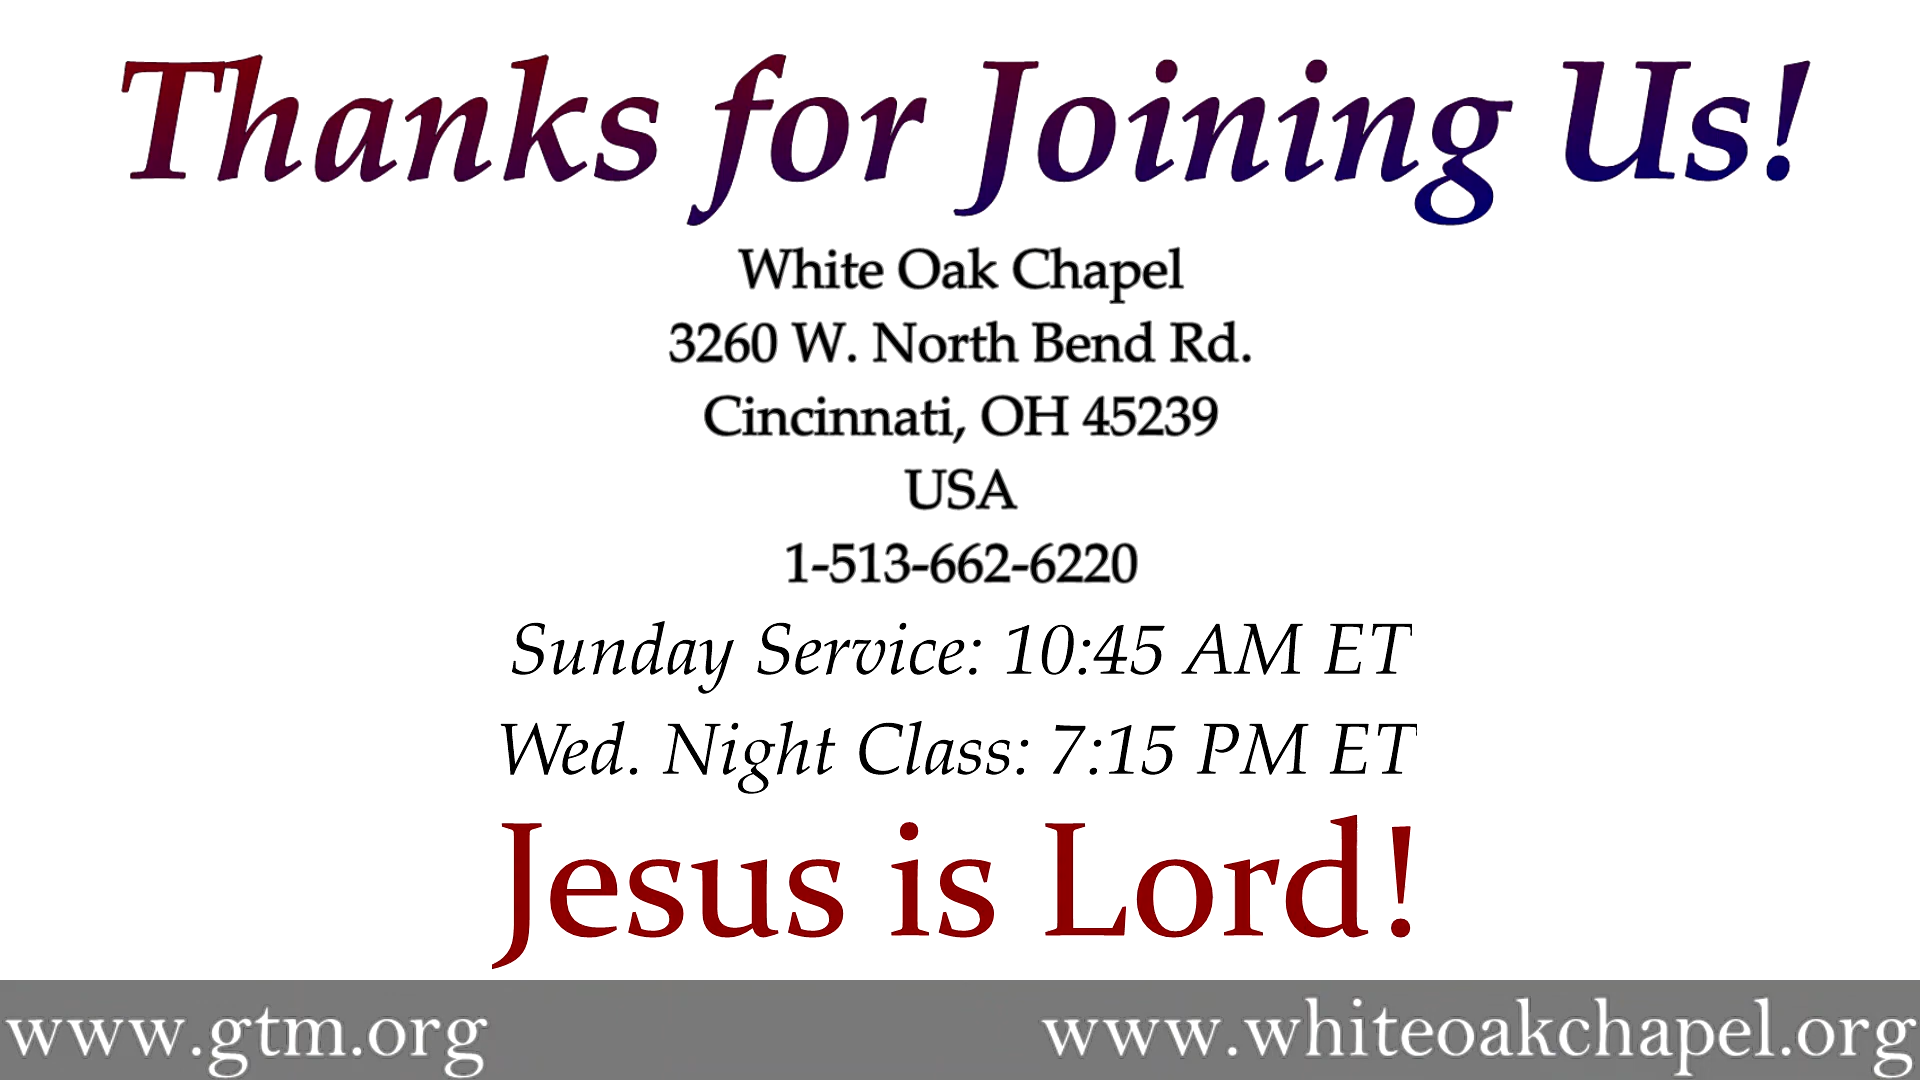 Thanks for Joining Us!
White Oak Chapel
3260 W. North Bend Rd.
Cincinnati, OH 45239
USA
1-513-662-6220
Sunday Service: 10:45 AM ET
Wed. Night Class: 7:15 PM ET
Jesus is Lord!
www.gtm.org
www.whiteoakchapel.org